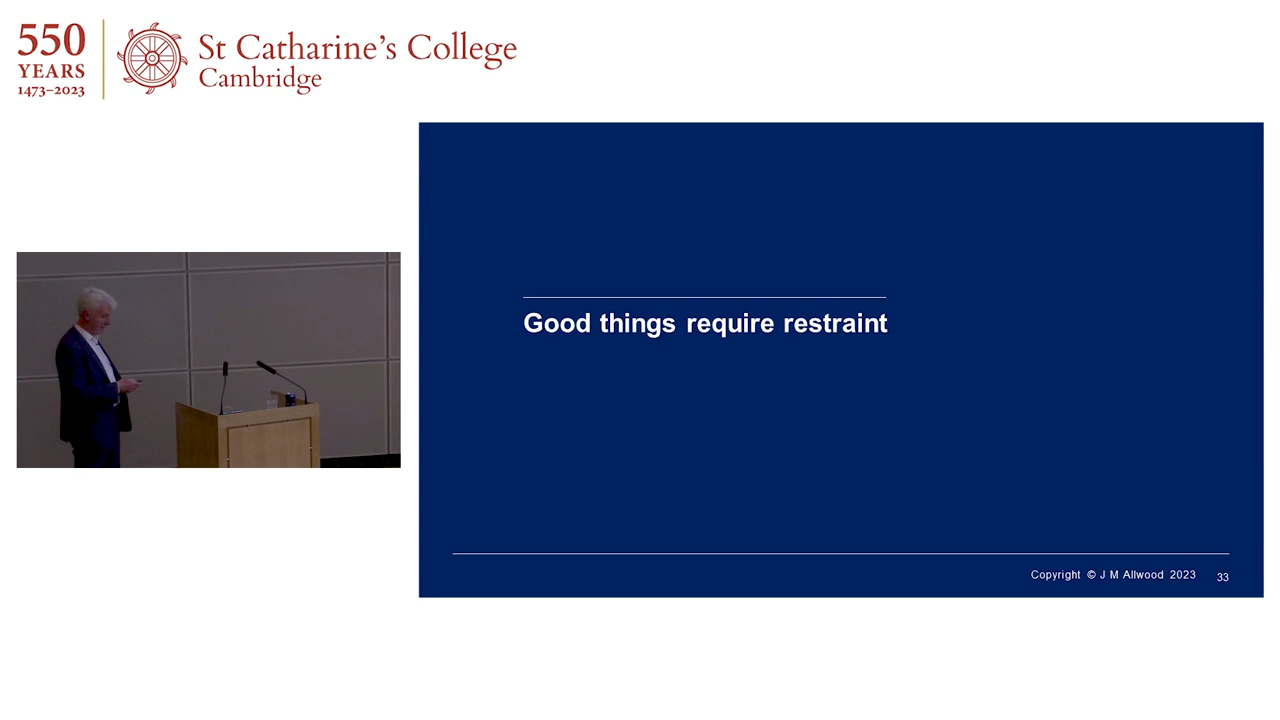 550
YEARS
1473–2023
St Catharine's College
Cambridge
Good things require restraint
Copyright © J M Allwood 2023
33